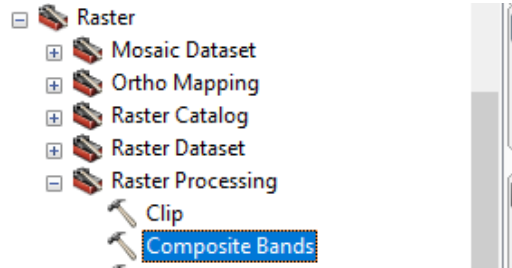 Raster
Mosaic Dataset
Ortho Mapping
Raster Catalog
Raster Dataset
Raster Processing
Clip
Composite Bands